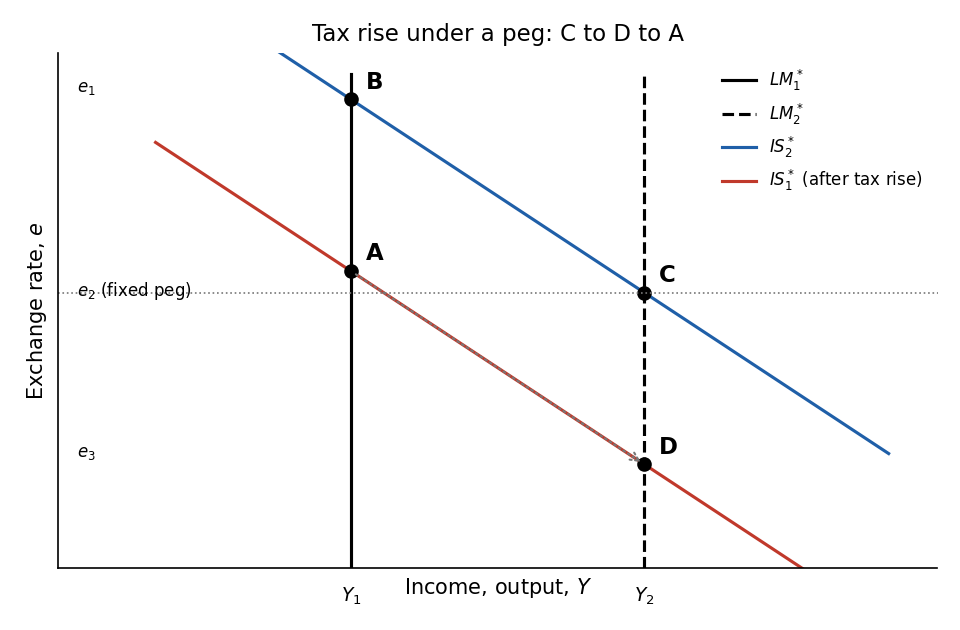 Tax rise under a peg: C to D to A
e₁
B
LM₁*
LM₂*
IS₂*
IS₁* (after tax rise)
A
C
e₂ (fixed peg)
D
e₃
Exchange rate, e
Y₁
Income, output, Y
Y₂